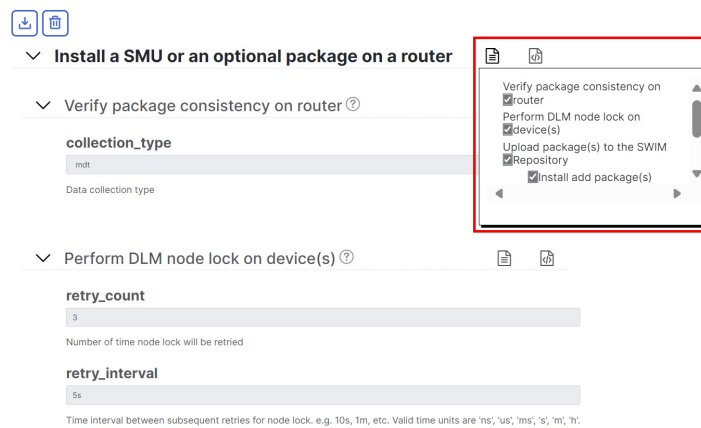 Install a SMU or an optional package on a router
Verify package consistency on router
collection_type
mdt
Data collection type
Verify package consistency on
router
Perform DLM node lock on
device(s)
Upload package(s) to the SWIM
Repository
Install add package(s)
Perform DLM node lock on device(s)
retry_count
3
Number of time node lock will be retried
retry_interval
5s
Time interval between subsequent retries for node lock. e.g. 10s, 1m, etc. Valid time units are 'ns', 'us', 'ms', 's', 'm', 'h'.